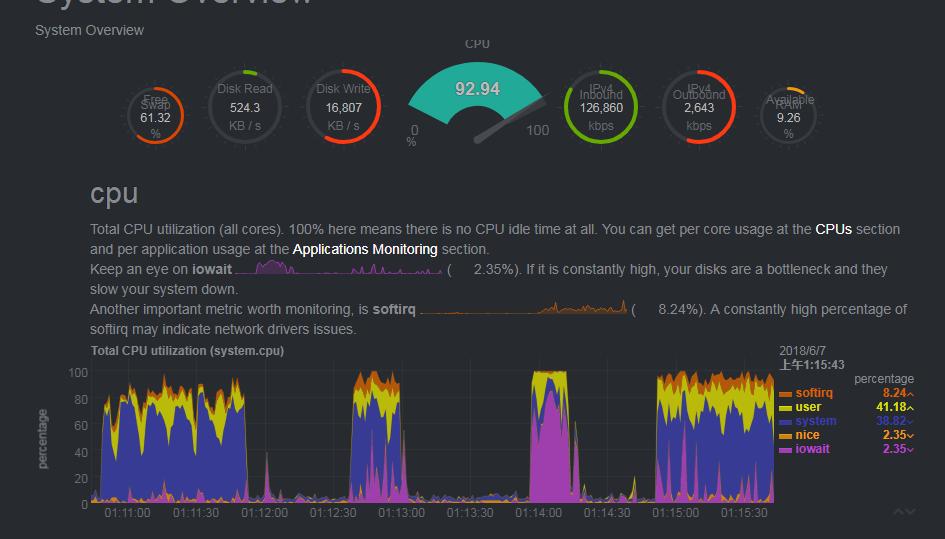 System Overview
System Overview
CPU
Free Swap
61.32
%
Disk Read
524.3
KB / s
Disk Write
16,807
KB / s
92.94
0
100
%
IPv4 Inbound
126,860
kbps
IPv4 Outbound
2,643
kbps
Available RAM
9.26
%
cpu
Total CPU utilization (all cores). 100% here means there is no CPU idle time at all. You can get per core usage at the CPUs section
and per application usage at the Applications Monitoring section.
Keep an eye on iowait ( 2.35%). If it is constantly high, your disks are a bottleneck and they
slow your system down.
Another important metric worth monitoring, is softirq ( 8.24%). A constantly high percentage of
softirq may indicate network drivers issues.
Total CPU utilization (system.cpu)
2018/6/7
上午1:15:43
percentage
softirq 8.24
user 41.18
system 38.82
nice 2.35
iowait 2.35
percentage
100
80
60
40
20
0
01:11:00 01:11:30 01:12:00 01:12:30 01:13:00 01:13:30 01:14:00 01:14:30 01:15:00 01:15:30